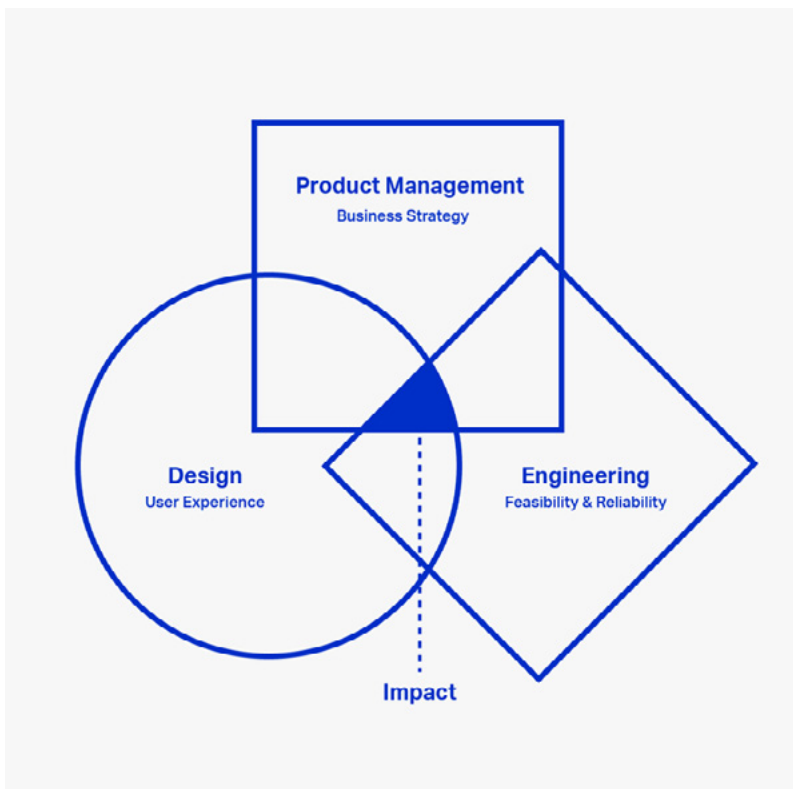 Product Management
Business Strategy
Design
User Experience
Engineering
Feasibility & Reliability
Impact